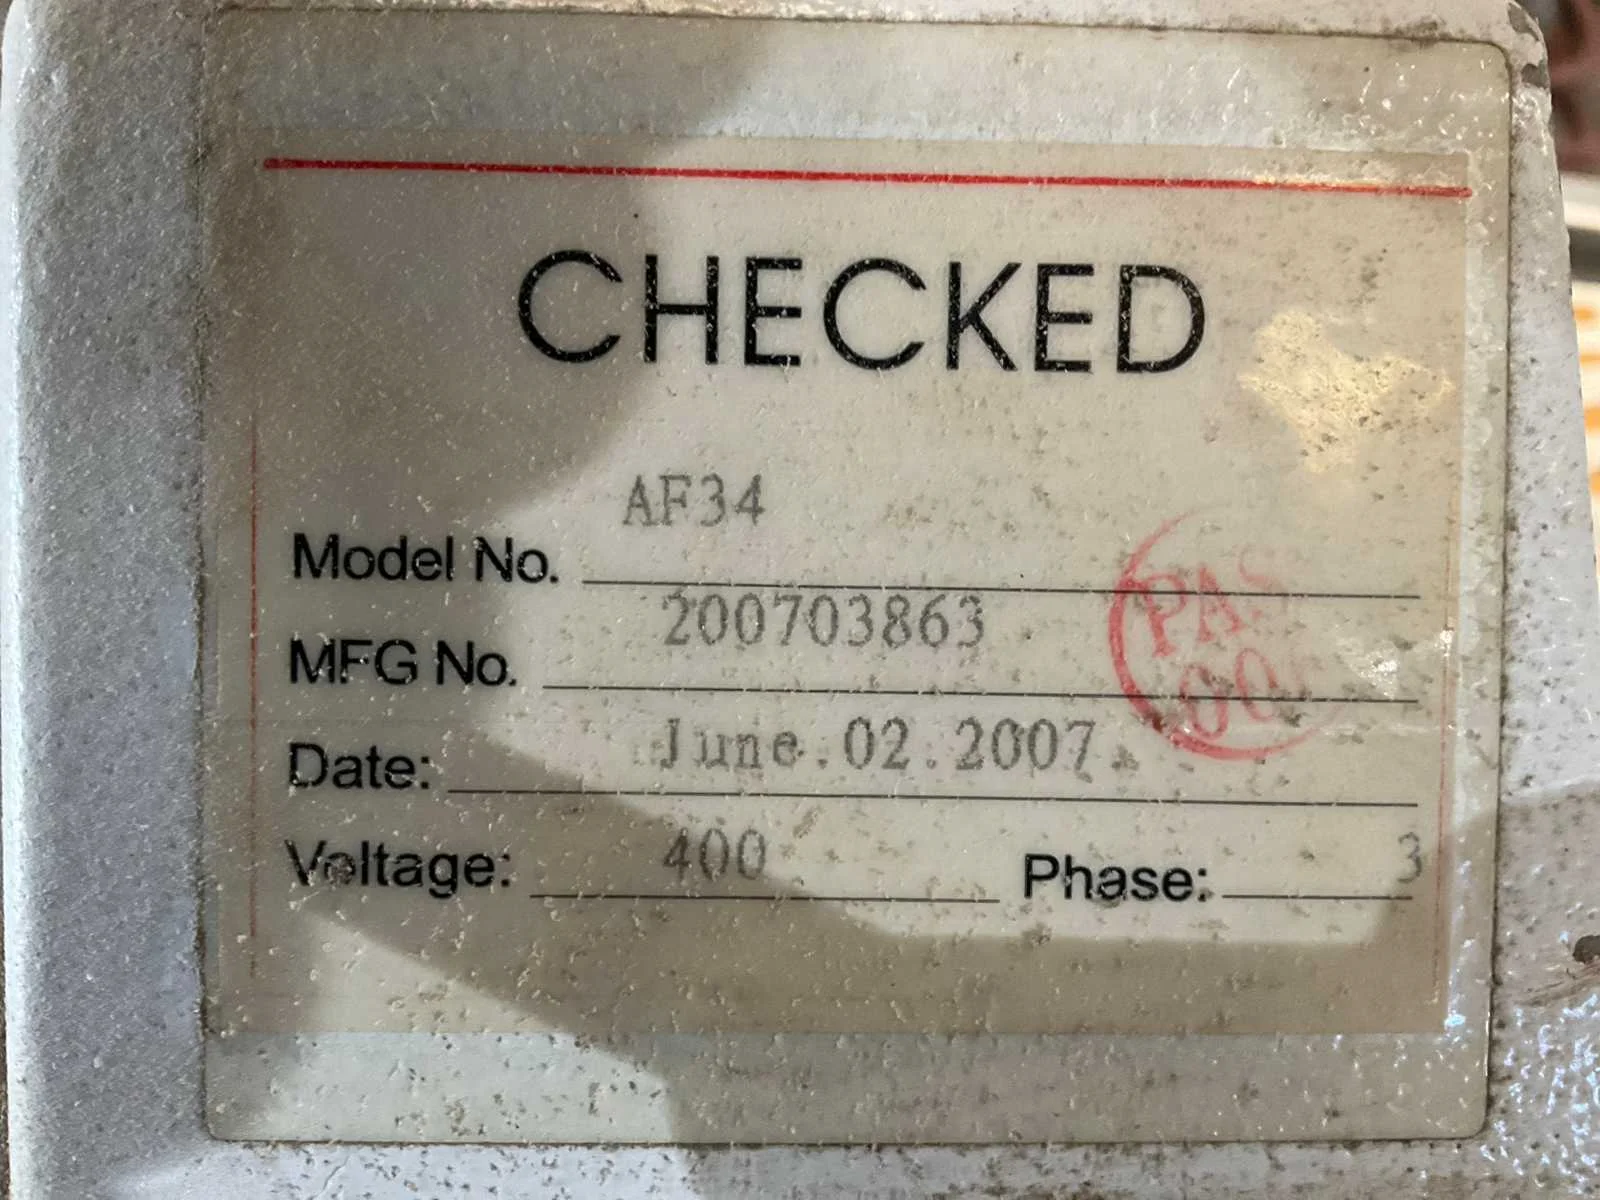 CHECKED
Model No. AF34
MFG No. 200703863
Date: June.02.2007
Voltage: 400 Phase: 3